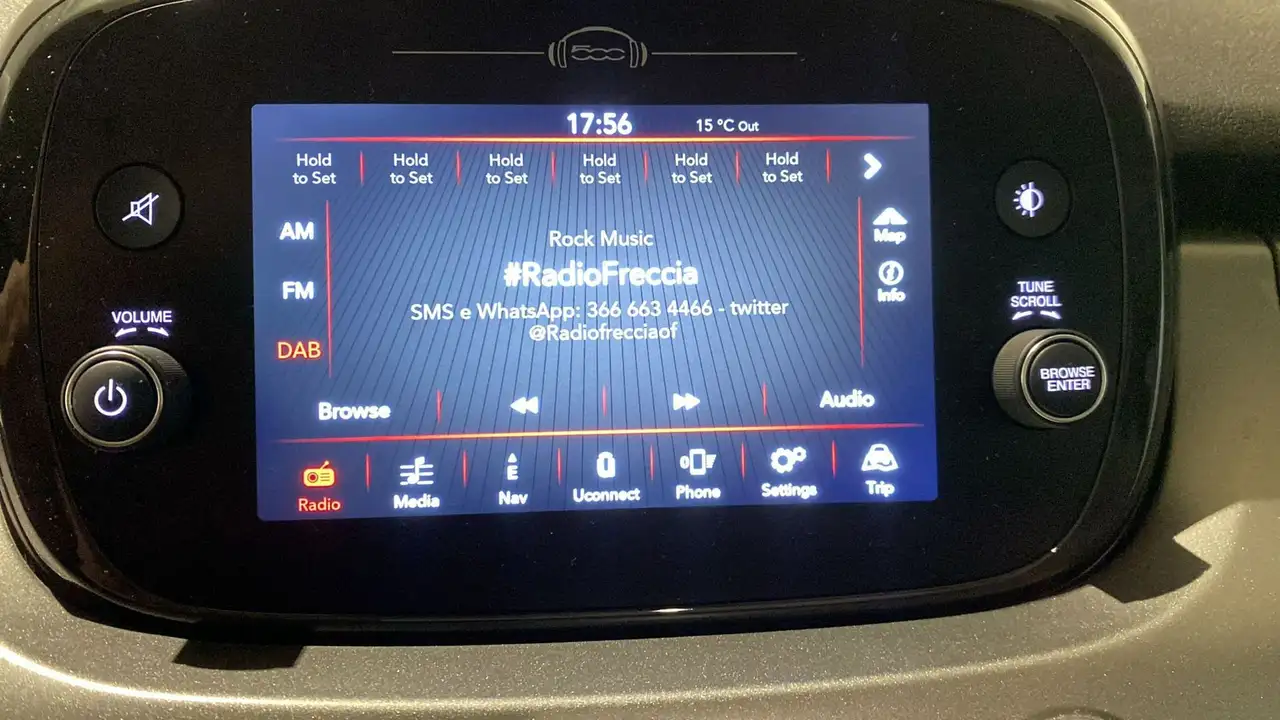 500
17:56
15 °C Out
Hold to Set
Hold to Set
Hold to Set
Hold to Set
Hold to Set
Hold to Set
AM
FM
DAB
Rock Music
#RadioFreccia
SMS e WhatsApp: 366 663 4466 - twitter
@Radiofrecciaof
Map
Info
VOLUME
TUNE
SCROLL
BROWSE
ENTER
Browse
Audio
Radio
Media
E
Nav
Uconnect
Phone
Settings
Trip